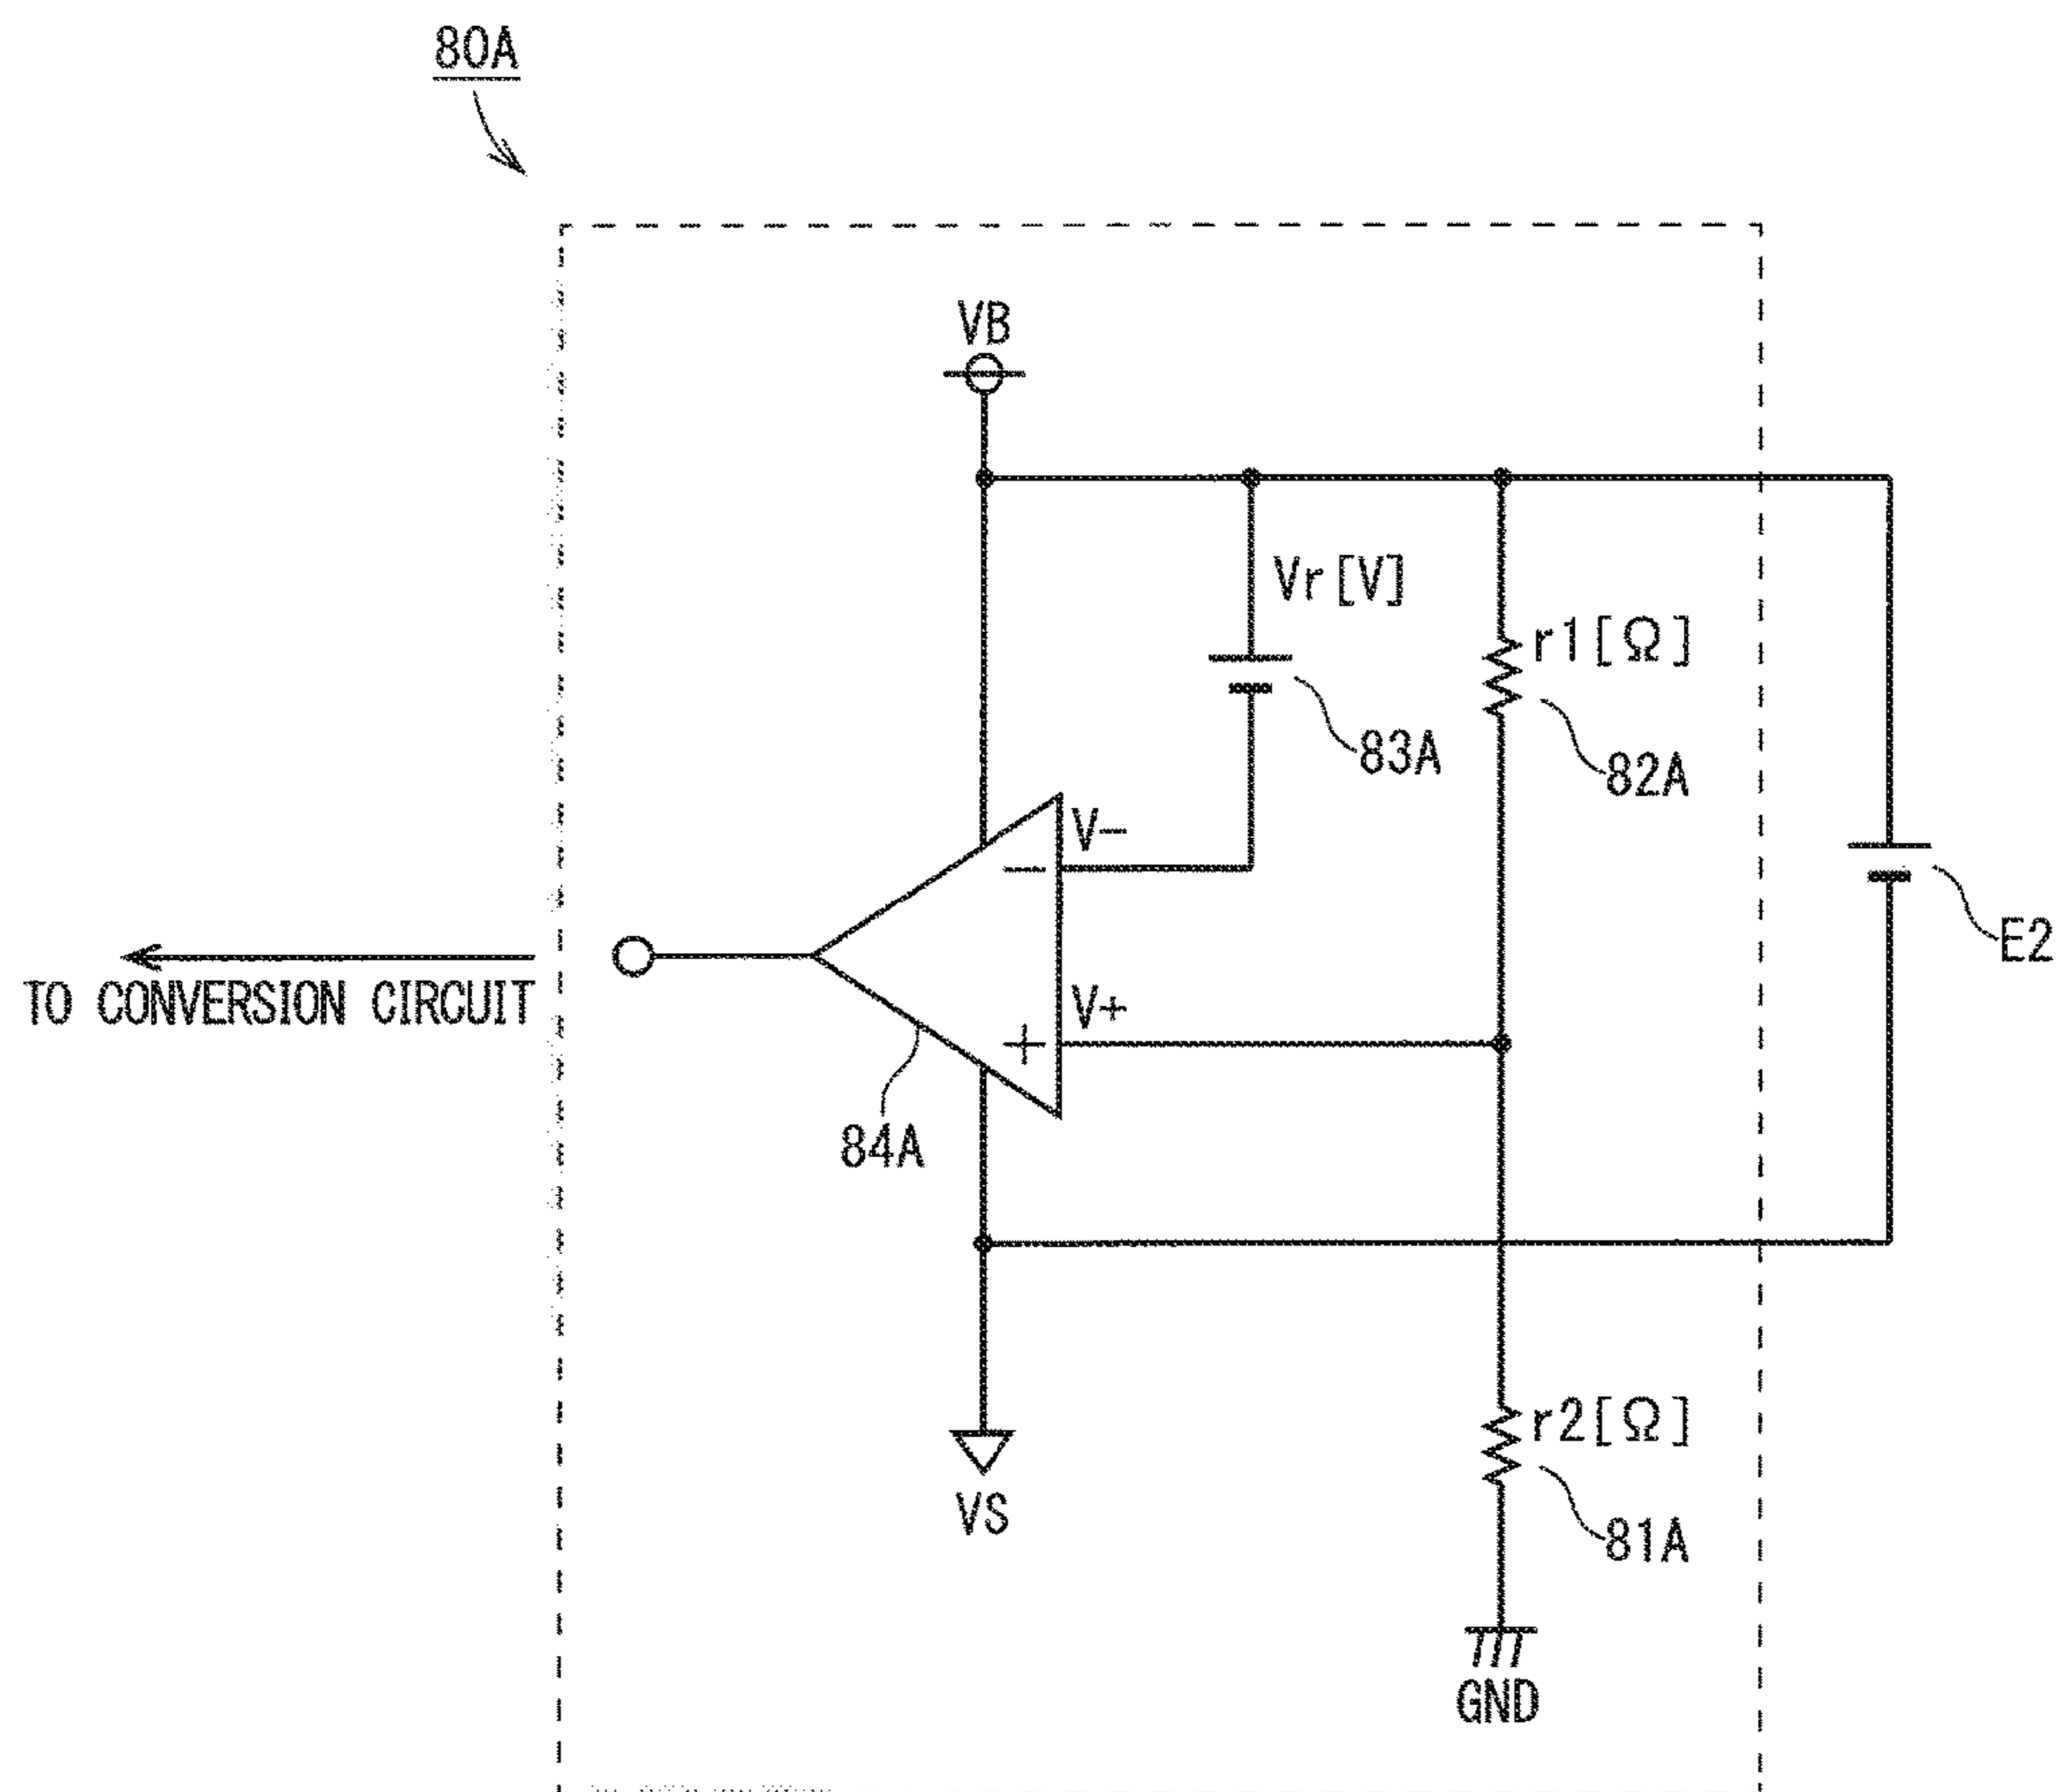 80A
VB
Vr[V]
r1[Ω]
83A
82A
V−
−
E2
TO CONVERSION CIRCUIT
V+
+
84A
r2[Ω]
VS
81A
GND